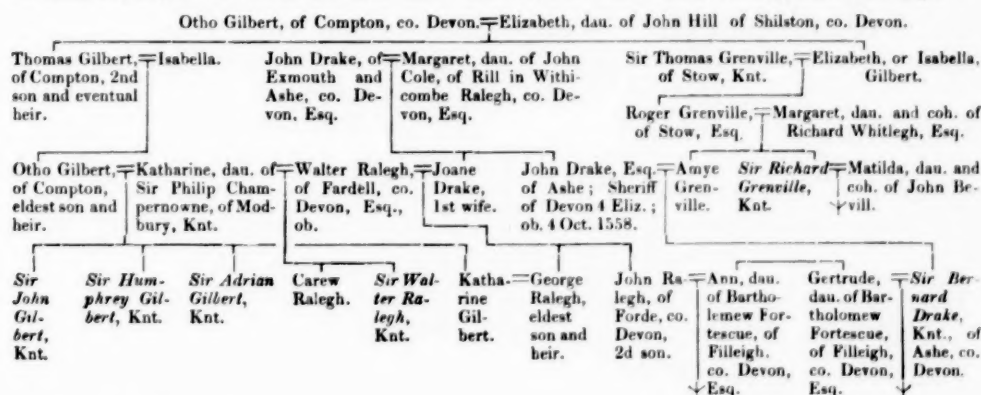 Otho Gilbert, of Compton, co. Devon.=Elizabeth, dau. of John Hill of Shilston, co. Devon.
Thomas Gilbert,=Isabella.
of Compton, 2nd
son and eventual
heir.
John Drake, of=Margaret, dau. of John
Exmouth and Cole, of Rill in Withi-
Ashe, co. De- combe Ralegh, co. De-
von, Esq. von, Esq.
Sir Thomas Grenville,=Elizabeth, or Isabella,
of Stow, Knt. Gilbert.
Roger Grenville,=Margaret, dau. and coh. of
of Stow, Esq. Richard Whitlegh, Esq.
Otho Gilbert,=Katharine, dau. of=Walter Ralegh,=Joane
of Compton, Sir Philip Cham- of Fardell, co. Drake,
eldest son and pernowne, of Mod- Devon, Esq., 1st wife.
heir. bury, Knt. ob.
John Drake, Esq.=Amye
of Ashe; Sheriff Gren-
of Devon 4 Eliz.; ville.
ob. 4 Oct. 1558.
Sir Richard=Matilda, dau. and
Grenville, coh. of John Be-
Knt. vill.
Sir
John
Gil-
bert,
Knt.
Sir Hum-
phrey Gil-
bert, Knt.
Sir Adrian
Gilbert,
Knt.
Carew
Ralegh.
Sir Wal-
ter Ra-
legh,
Knt.
Katha-=George
rine Ralegh,
Gil- eldest
bert. son and
heir.
John Ra-=Ann, dau.
legh, of of Bartho-
Forde, co. lemew For-
Devon, tescue, of
2d son. Filleigh.
co. Devon,
Esq.
Gertrude,=Sir Ber-
dau. of Bar- nard
tholomew Drake,
Fortescue, Knt., of
of Filleigh, Ashe, co.
co. Devon, Devon.
Esq.